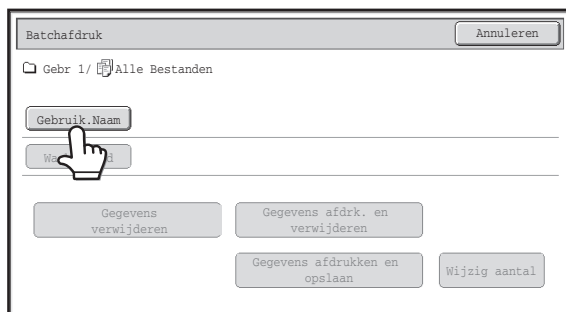 Batchafdruk Annuleren
Gebr 1/ Alle Bestanden
Gebruik.Naam
Gegevens
verwijderen
Gegevens afdrk. en
verwijderen
Gegevens afdrukken en
opslaan
Wijzig aantal